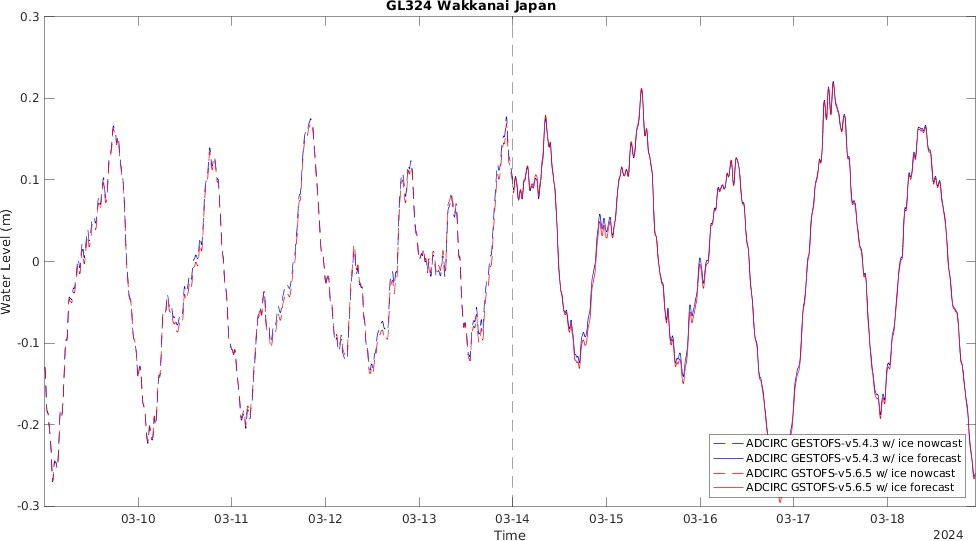 GL324 Wakkanai Japan
0.3
0.2
0.1
0
-0.1
-0.2
-0.3
Water Level (m)
03-10
03-11
03-12
03-13
03-14
03-15
03-16
03-17
03-18
Time
2024
ADCIRC GESTOFS-v5.4.3 w/ ice nowcast
ADCIRC GESTOFS-v5.4.3 w/ ice forecast
ADCIRC GSTOFS-v5.6.5 w/ ice nowcast
ADCIRC GSTOFS-v5.6.5 w/ ice forecast